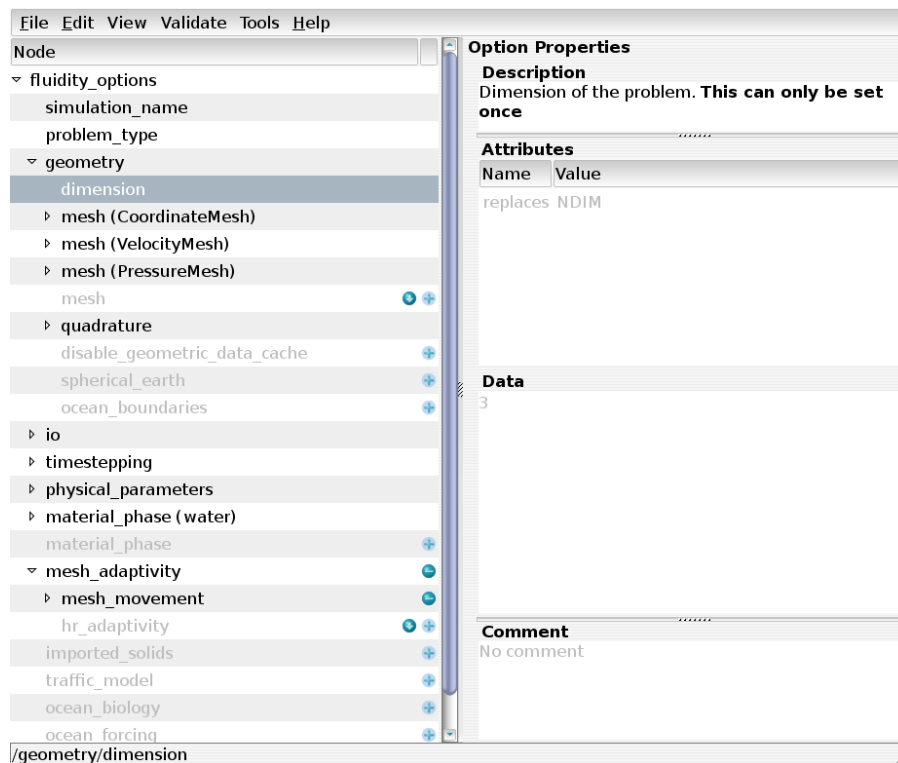 File Edit View Validate Tools Help
Node
fluidity_options
simulation_name
problem_type
geometry
dimension
mesh (CoordinateMesh)
mesh (VelocityMesh)
mesh (PressureMesh)
mesh
quadrature
disable_geometric_data_cache
spherical_earth
ocean_boundaries
io
timestepping
physical_parameters
material_phase (water)
material_phase
mesh_adaptivity
mesh_movement
hr_adaptivity
imported_solids
traffic_model
ocean_biology
ocean_forcing
Option Properties
Description
Dimension of the problem. This can only be set
once
Attributes
Name Value
replaces NDIM
Data
3
Comment
No comment
/geometry/dimension